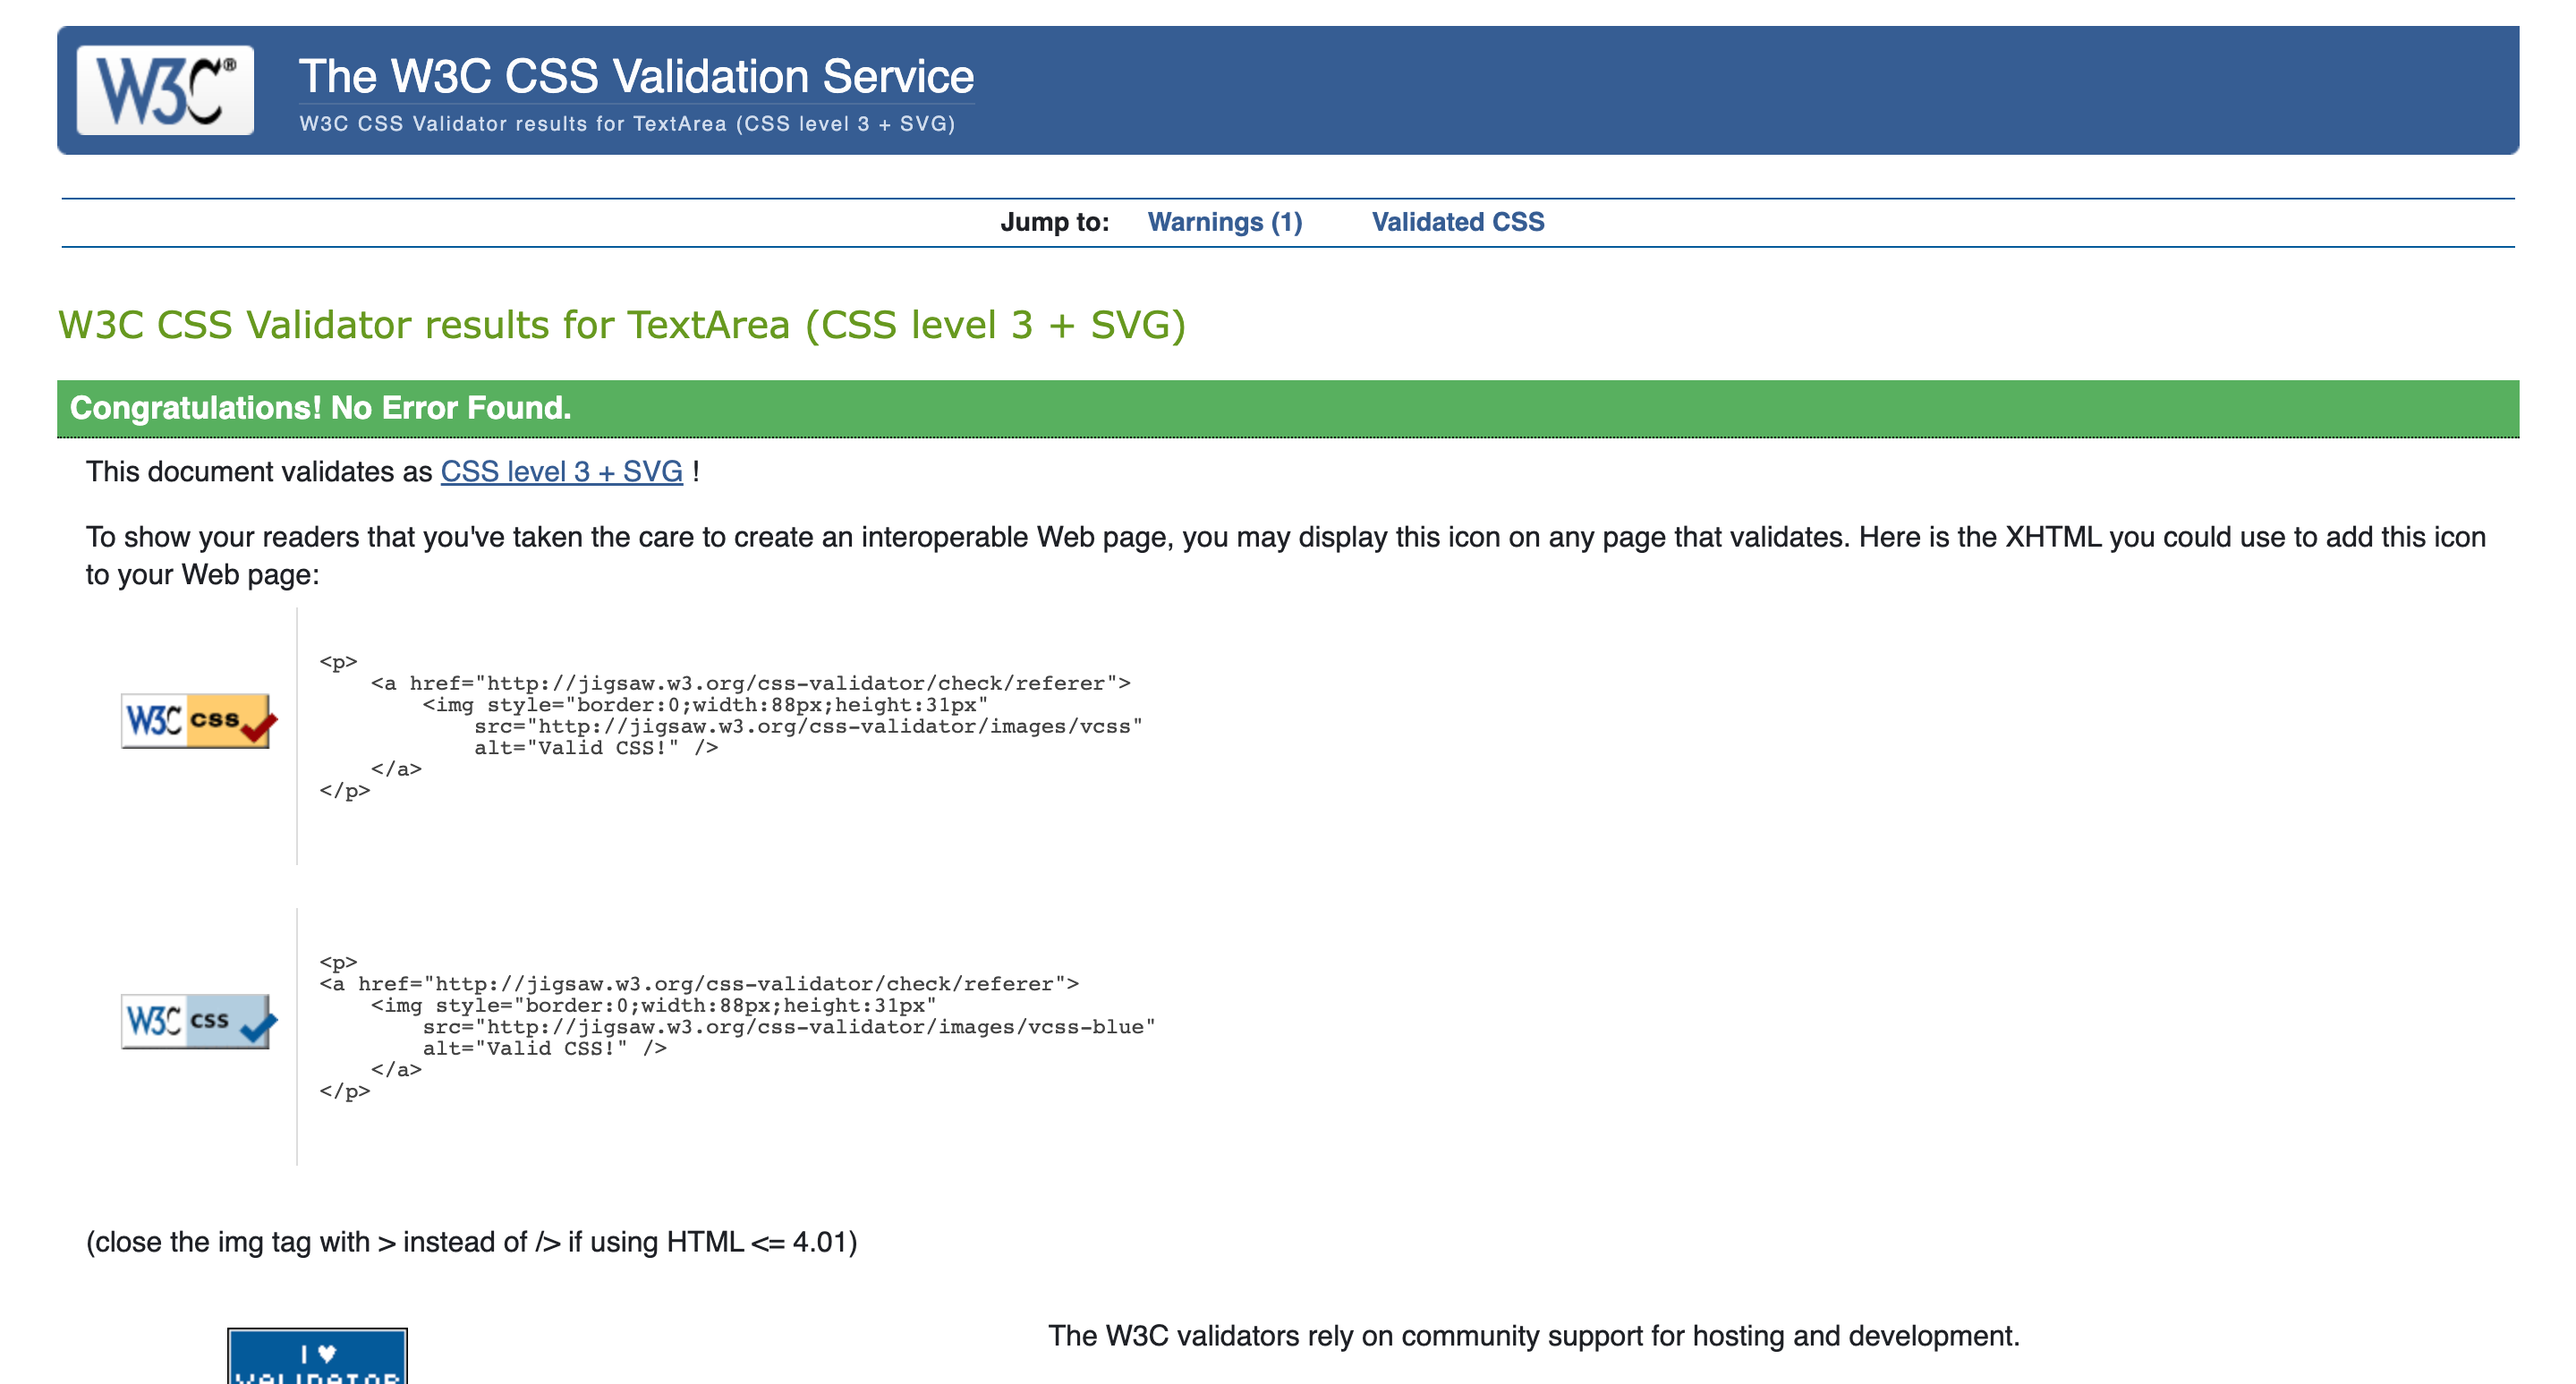 W3C®
The W3C CSS Validation Service
W3C CSS Validator results for TextArea (CSS level 3 + SVG)
Jump to: Warnings (1) Validated CSS
W3C CSS Validator results for TextArea (CSS level 3 + SVG)
Congratulations! No Error Found.
This document validates as CSS level 3 + SVG !
To show your readers that you've taken the care to create an interoperable Web page, you may display this icon on any page that validates. Here is the XHTML you could use to add this icon
to your Web page:
<p>
<a href="http://jigsaw.w3.org/css-validator/check/referer">
<img style="border:0;width:88px;height:31px"
src="http://jigsaw.w3.org/css-validator/images/vcss"
alt="Valid CSS!" />
</a>
</p>
W3C css
<p>
<a href="http://jigsaw.w3.org/css-validator/check/referer">
<img style="border:0;width:88px;height:31px"
src="http://jigsaw.w3.org/css-validator/images/vcss-blue"
alt="Valid CSS!" />
</a>
</p>
W3C css
(close the img tag with > instead of /> if using HTML <= 4.01)
The W3C validators rely on community support for hosting and development.
I ♥
VALIDATOR